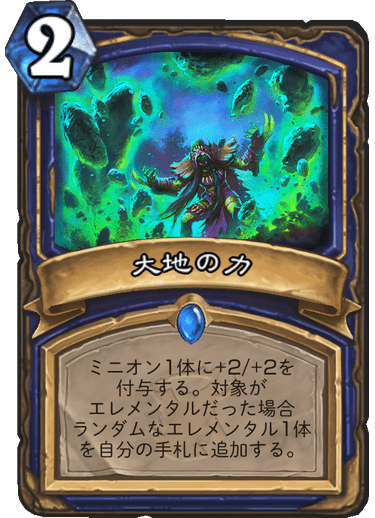 2
大地の力
ミニオン1体に+2/+2を
付与する。対象が
エレメンタルだった場合
ランダムなエレメンタル1体
を自分の手札に追加する。